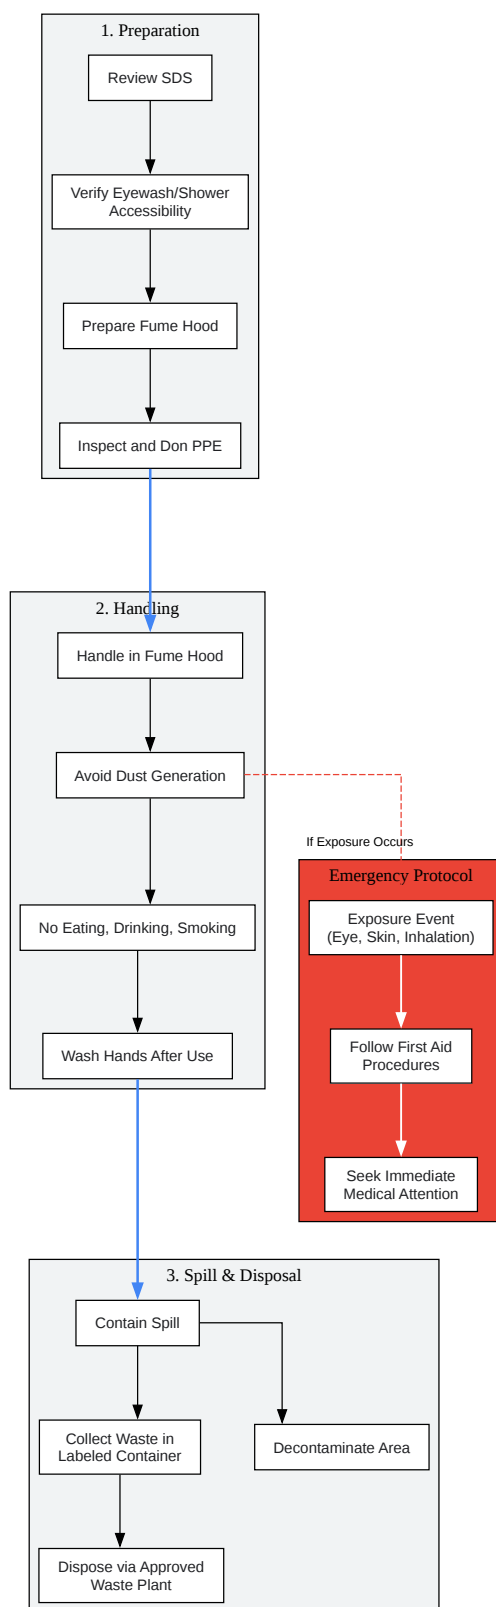 1. Preparation
Review SDS
Verify Eyewash/Shower
Accessibility
Prepare Fume Hood
Inspect and Don PPE
2. Handling
Handle in Fume Hood
Avoid Dust Generation
If Exposure Occurs
Emergency Protocol
No Eating, Drinking, Smoking
Exposure Event
(Eye, Skin, Inhalation)
Wash Hands After Use
Follow First Aid
Procedures
Seek Immediate
Medical Attention
3. Spill & Disposal
Contain Spill
Collect Waste in
Labeled Container
Decontaminate Area
Dispose via Approved
Waste Plant